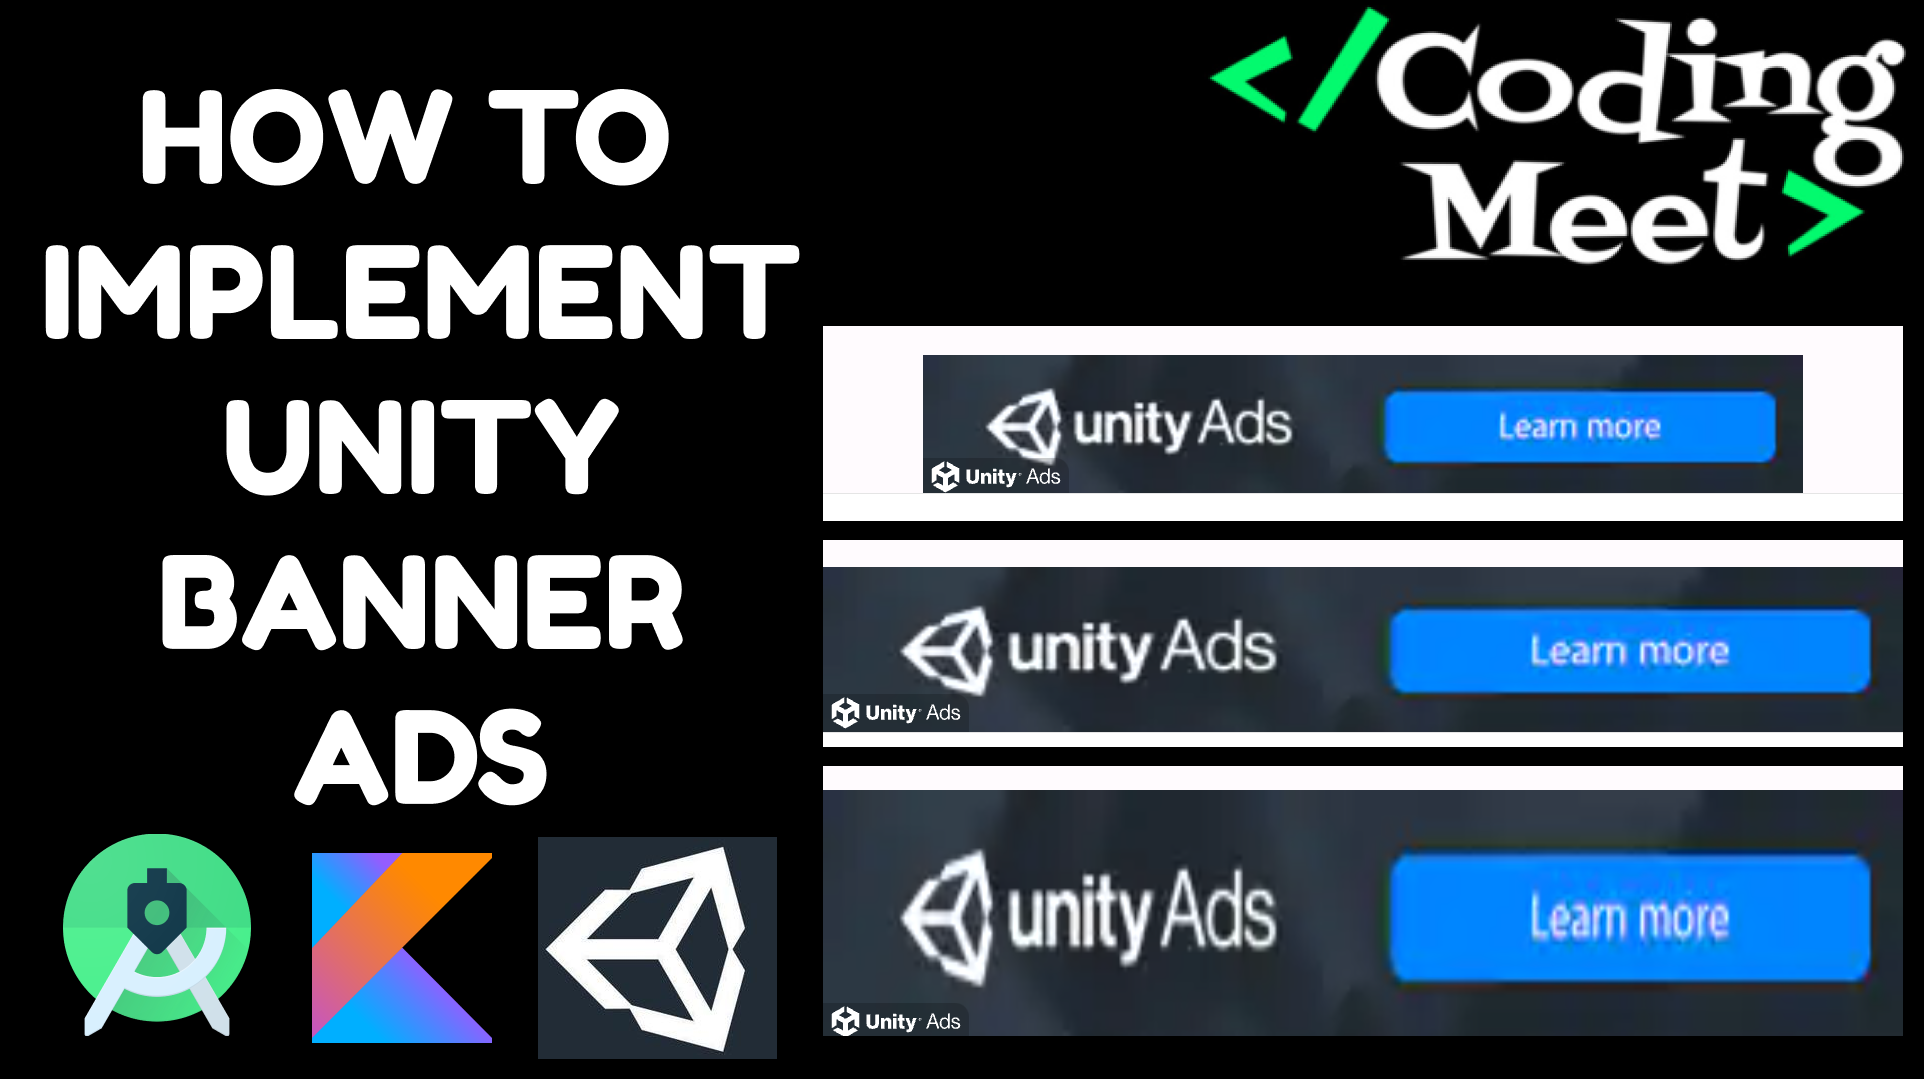 HOW TO
IMPLEMENT
UNITY
BANNER
ADS
</Coding
Meet>
unity Ads
Learn more
Unity Ads
unity Ads
Learn more
Unity Ads
unity Ads
Learn more
Unity Ads